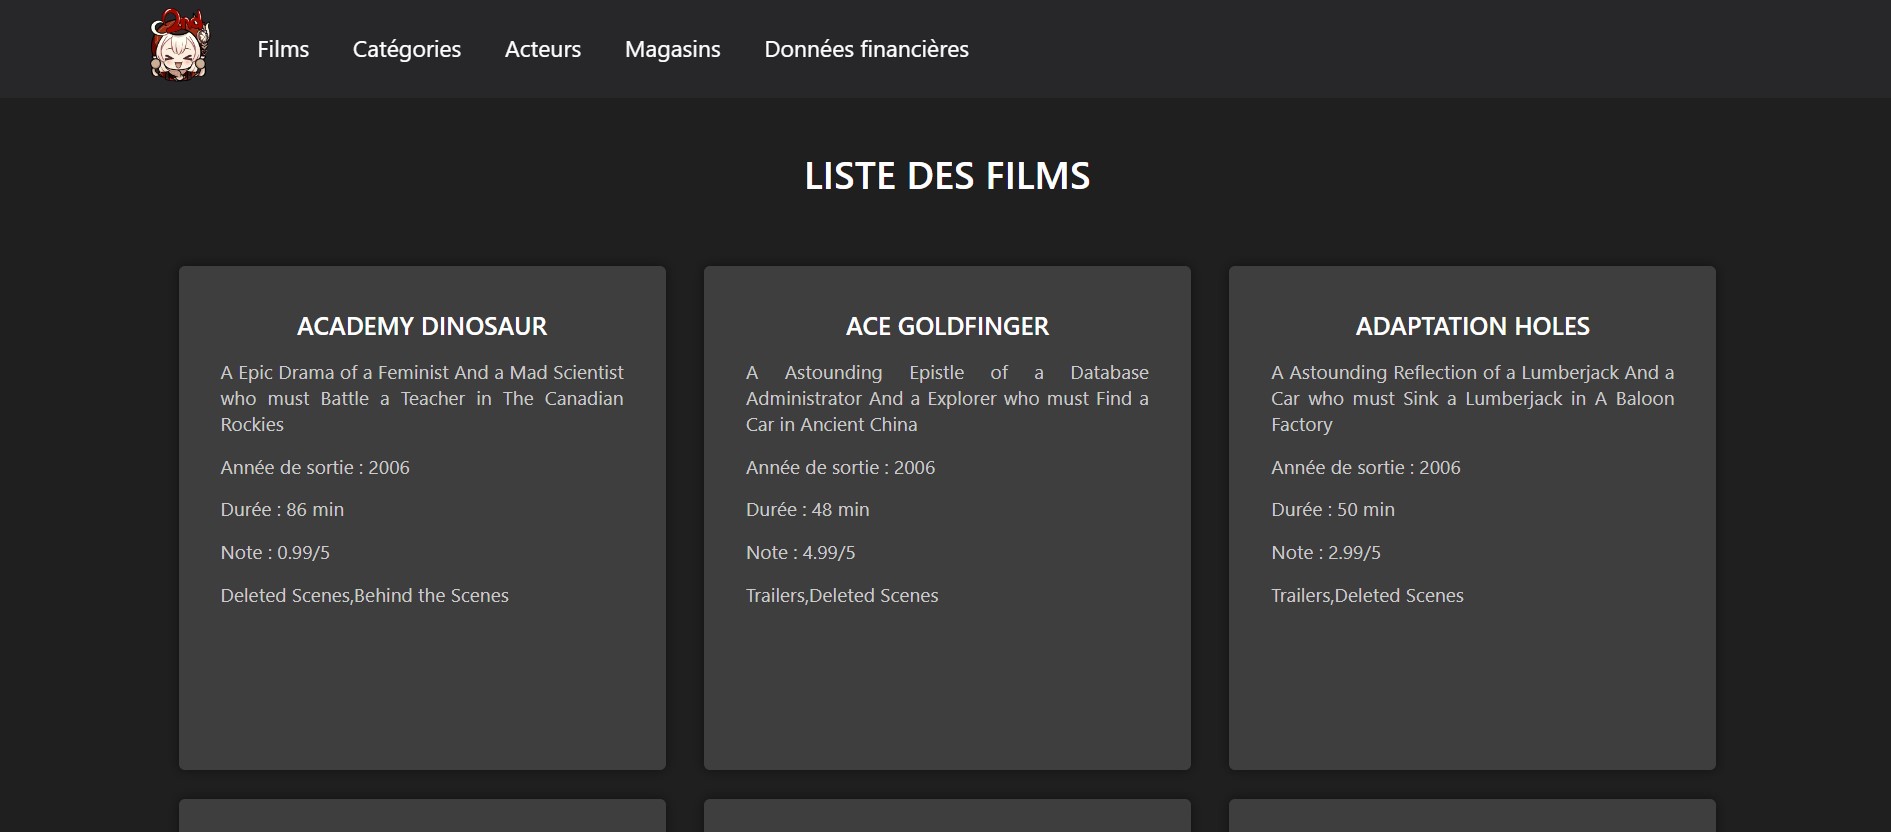 Films
Catégories
Acteurs
Magasins
Données financières
LISTE DES FILMS
ACADEMY DINOSAUR
A Epic Drama of a Feminist And a Mad Scientist
who must Battle a Teacher in The Canadian
Rockies
Année de sortie : 2006
Durée : 86 min
Note : 0.99/5
Deleted Scenes,Behind the Scenes
ACE GOLDFINGER
A Astounding Epistle of a Database
Administrator And a Explorer who must Find a
Car in Ancient China
Année de sortie : 2006
Durée : 48 min
Note : 4.99/5
Trailers,Deleted Scenes
ADAPTATION HOLES
A Astounding Reflection of a Lumberjack And a
Car who must Sink a Lumberjack in A Baloon
Factory
Année de sortie : 2006
Durée : 50 min
Note : 2.99/5
Trailers,Deleted Scenes